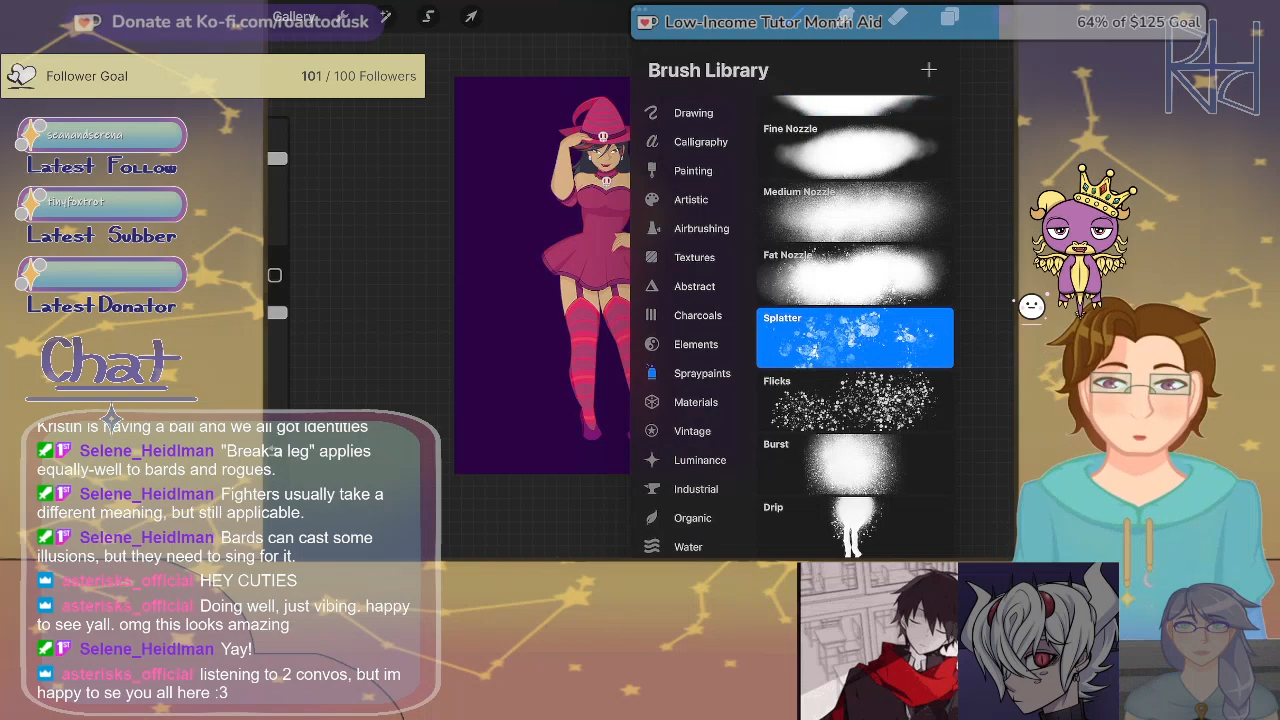 Donate at Ko-fi.com/roadtodusk
Gallery
Low-Income Tutor Month Aid
64% of $125 Goal
Follower Goal
101 / 100 Followers
seanandserena
Latest Follow
tinyfoxtrot
Latest Subber
Latest Donator
Chat
Kristin is having a ball and we all got identities
Selene_Heidlman "Break a leg" applies
equally-well to bards and rogues.
Selene_Heidlman Fighters usually take a
different meaning, but still applicable.
Selene_Heidlman Bards can cast some
illusions, but they need to sing for it.
asterisks_official HEY CUTIES
asterisks_official Doing well, just vibing. happy
to see yall. omg this looks amazing
Selene_Heidlman Yay!
asterisks_official listening to 2 convos, but im
happy to se you all here :3
Brush Library
Drawing
Calligraphy
Painting
Artistic
Airbrushing
Textures
Abstract
Charcoals
Elements
Spraypaints
Materials
Vintage
Luminance
Industrial
Organic
Water
Fine Nozzle
Medium Nozzle
Fat Nozzle
Splatter
Flicks
Burst
Drip